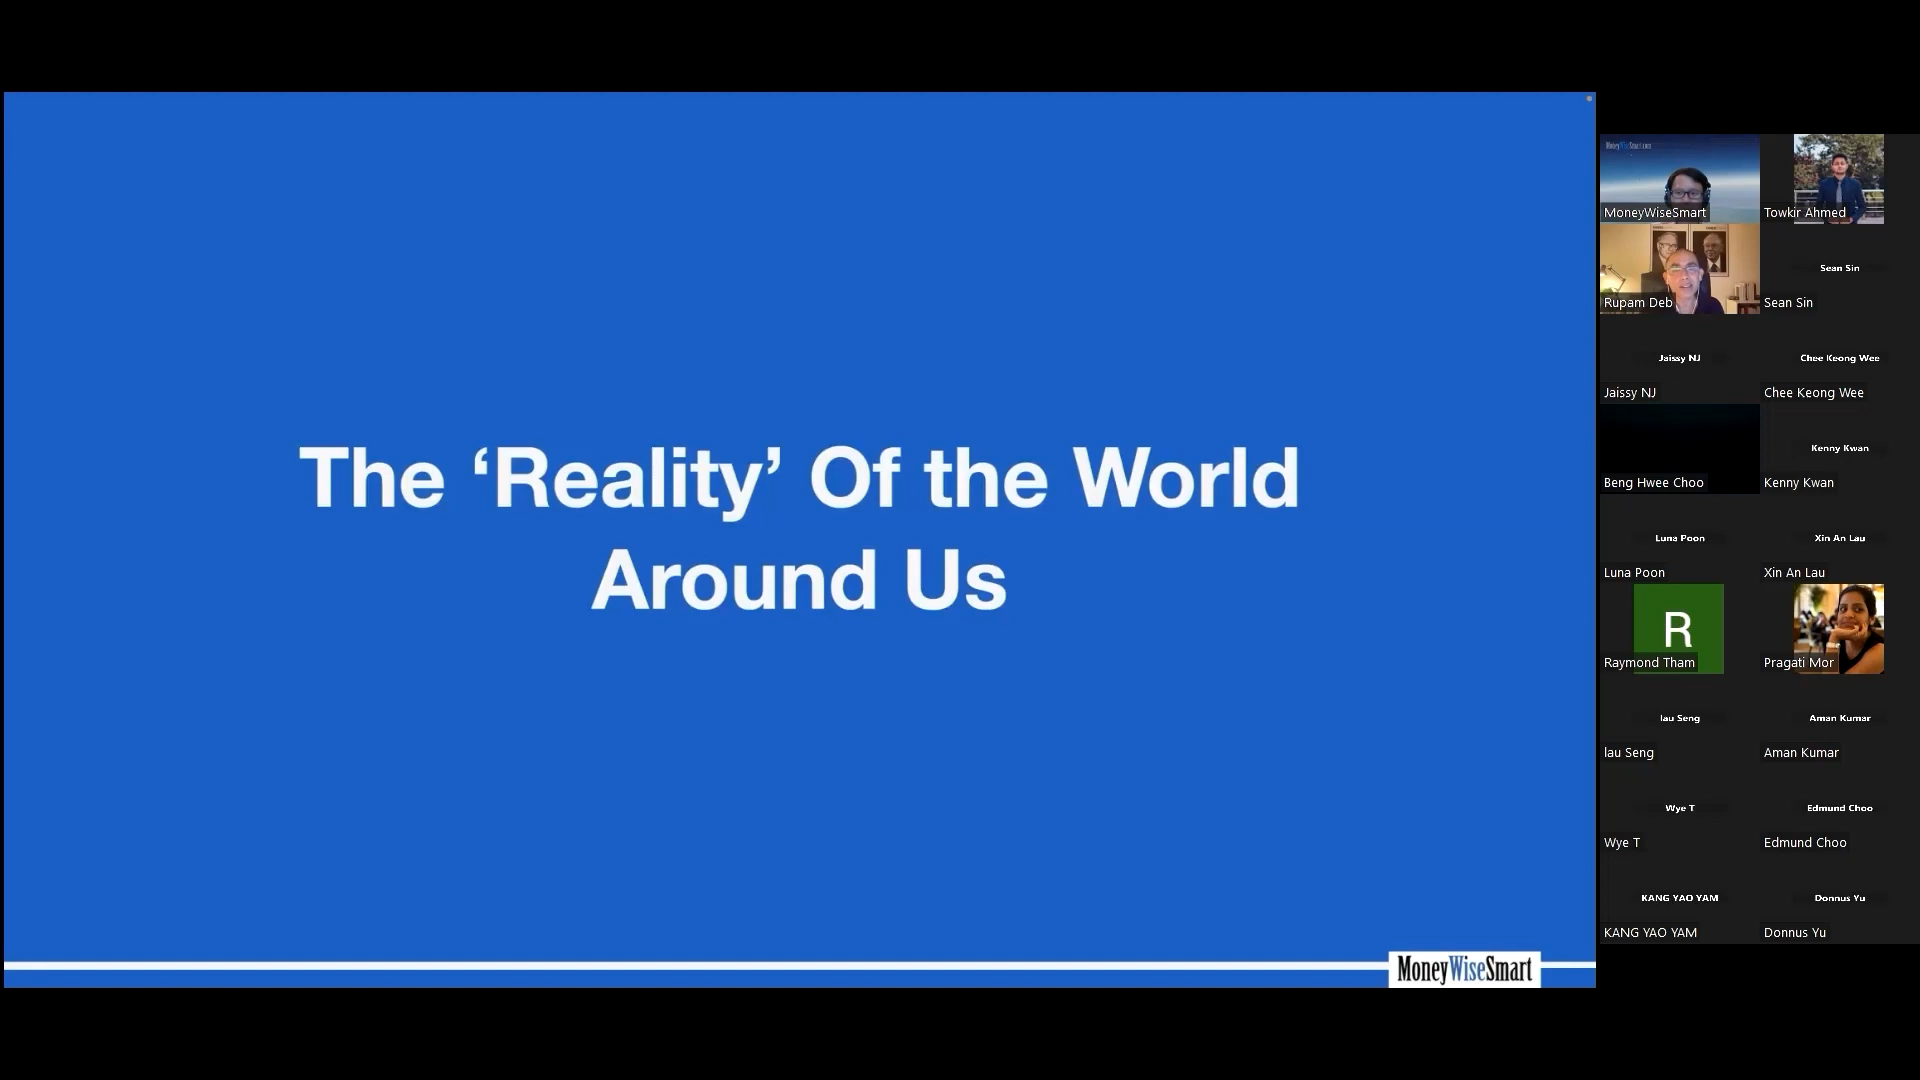 The ‘Reality’ Of the World
Around Us
MoneyWiseSmart
MoneyWiseSmart.com
MoneyWiseSmart
Towkir Ahmed
Rupam Deb
Sean Sin
Sean Sin
Jaissy NJ
Jaissy NJ
Chee Keong Wee
Chee Keong Wee
Beng Hwee Choo
Kenny Kwan
Kenny Kwan
Luna Poon
Luna Poon
Xin An Lau
Xin An Lau
R
Raymond Tham
Pragati Mor
lau Seng
lau Seng
Aman Kumar
Aman Kumar
Wye T
Wye T
Edmund Choo
Edmund Choo
KANG YAO YAM
KANG YAO YAM
Donnus Yu
Donnus Yu